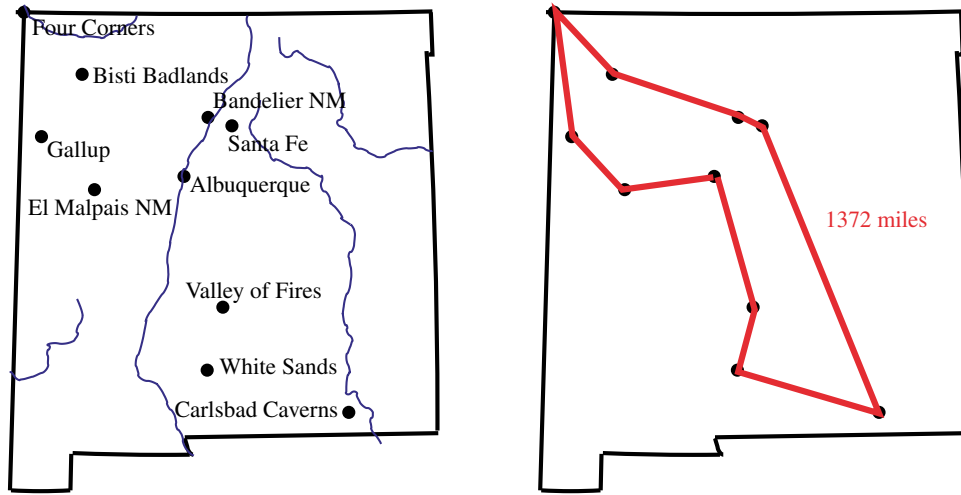 Four Corners
Bisti Badlands
Bandelier NM
Santa Fe
Gallup
Albuquerque
El Malpais NM
Valley of Fires
White Sands
Carlsbad Caverns
1372 miles